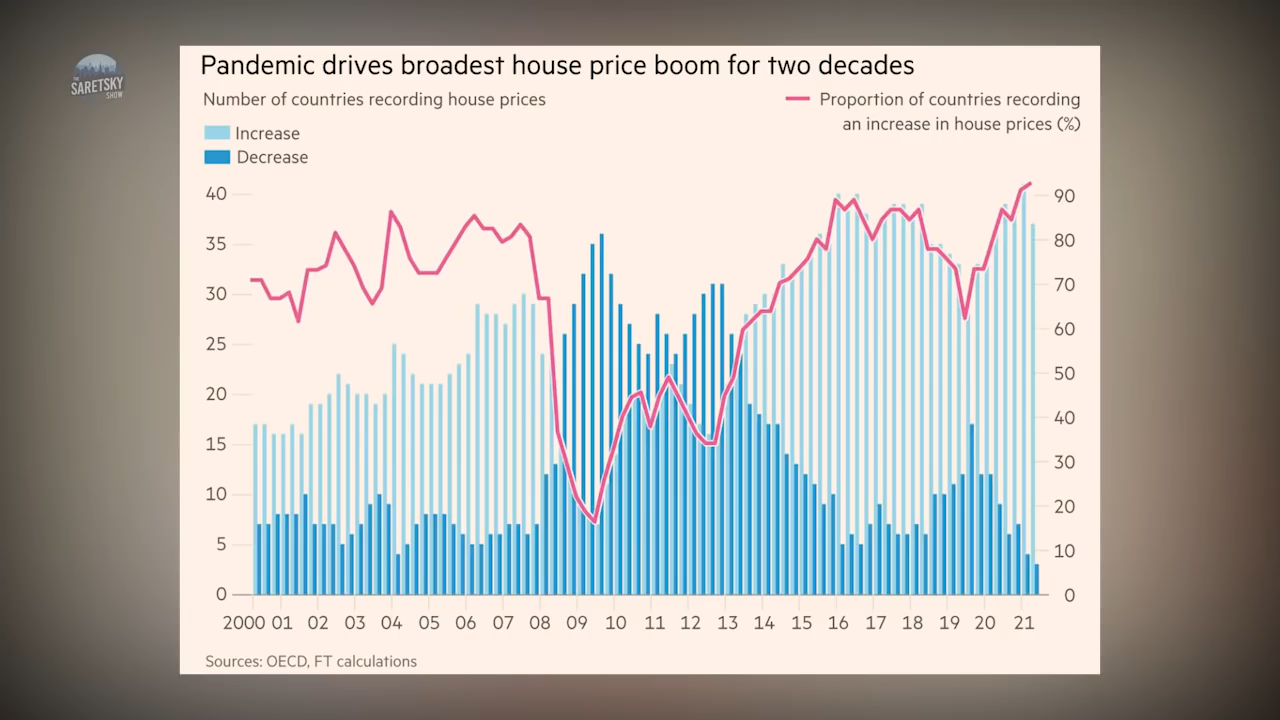 THE
SARETSKY
SHOW
Pandemic drives broadest house price boom for two decades
Number of countries recording house prices
Increase
Decrease
Proportion of countries recording
an increase in house prices (%)
40
35
30
25
20
15
10
5
0
90
80
70
60
50
40
30
20
10
0
2000 01 02 03 04 05 06 07 08 09 10 11 12 13 14 15 16 17 18 19 20 21
Sources: OECD, FT calculations